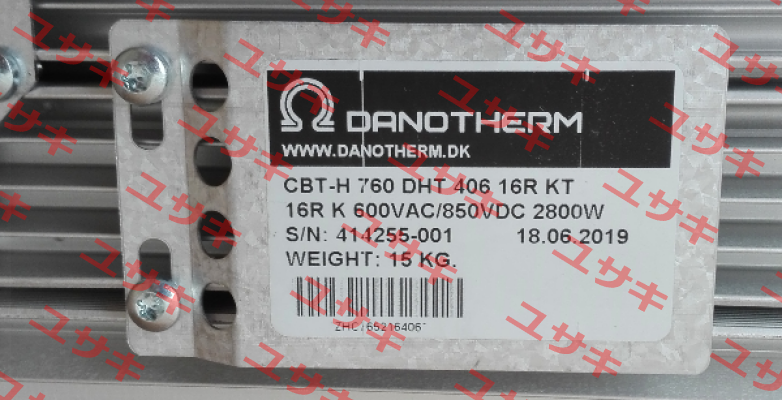 DANOTHERM
WWW.DANOTHERM.DK
CBT-H 760 DHT 406 16R KT
16R K 600VAC/850VDC 2800W
S/N: 414255-001 18.06.2019
WEIGHT: 15 KG.
ユサキ